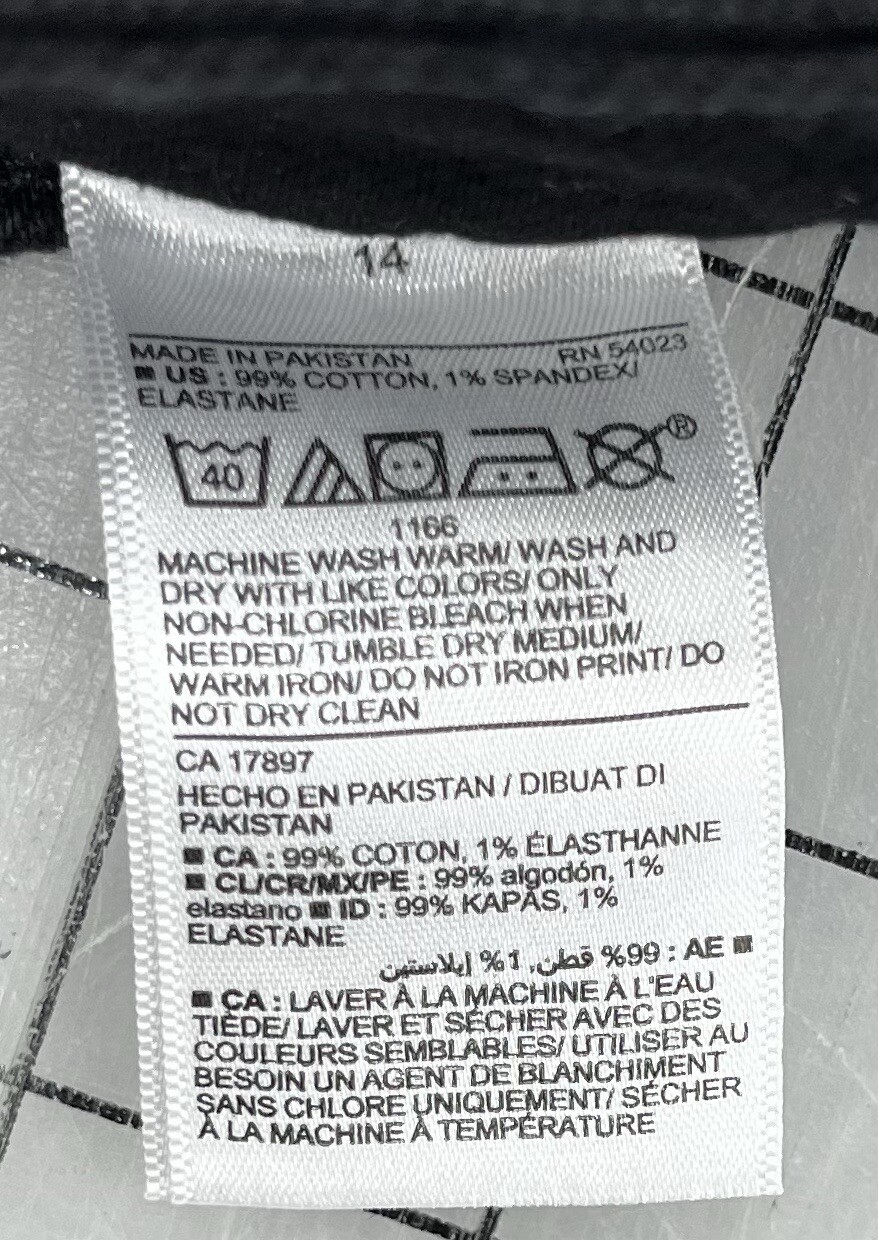 14
MADE IN PAKISTAN RN 54023
US : 99% COTTON, 1% SPANDEX/
ELASTANE
40 ®
1166
MACHINE WASH WARM/ WASH AND
DRY WITH LIKE COLORS/ ONLY
NON-CHLORINE BLEACH WHEN
NEEDED/ TUMBLE DRY MEDIUM/
WARM IRON/ DO NOT IRON PRINT/ DO
NOT DRY CLEAN
CA 17897
HECHO EN PAKISTAN / DIBUAT DI
PAKISTAN
CA : 99% COTON, 1% ÉLASTHANNE
CL/CR/MX/PE : 99% algodón, 1%
elastano ID : 99% KAPAS, 1%
ELASTANE
AE : 99% قطن, 1% إيلاستين
CA : LAVER À LA MACHINE À L'EAU
TIÈDE/ LAVER ET SÉCHER AVEC DES
COULEURS SEMBLABLES/ UTILISER AU
BESOIN UN AGENT DE BLANCHIMENT
SANS CHLORE UNIQUEMENT/ SÉCHER
À LA MACHINE À TEMPÉRATURE